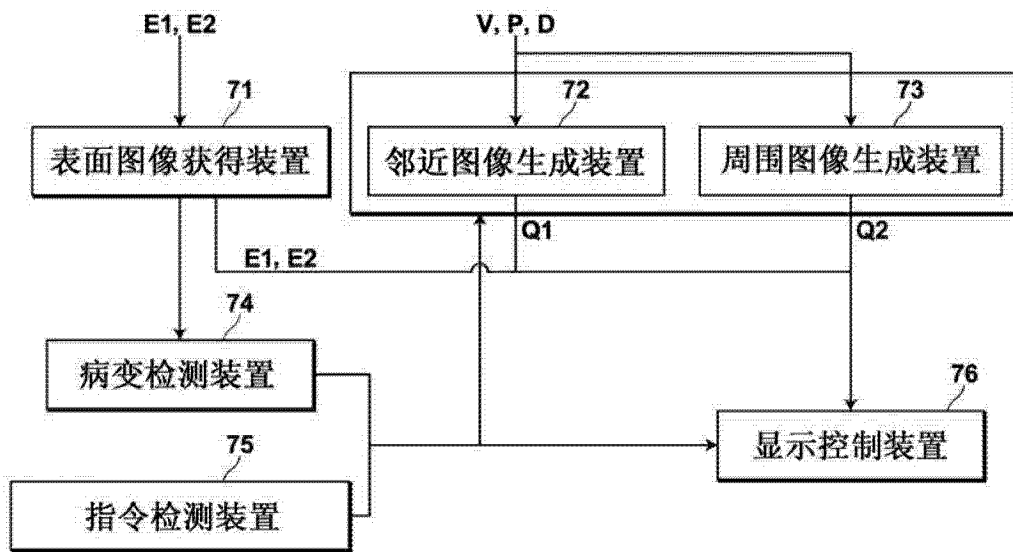 E1, E2
V, P, D
71
表面图像获得装置
72
邻近图像生成装置
73
周围图像生成装置
Q1
Q2
E1, E2
74
病变检测装置
75
指令检测装置
76
显示控制装置